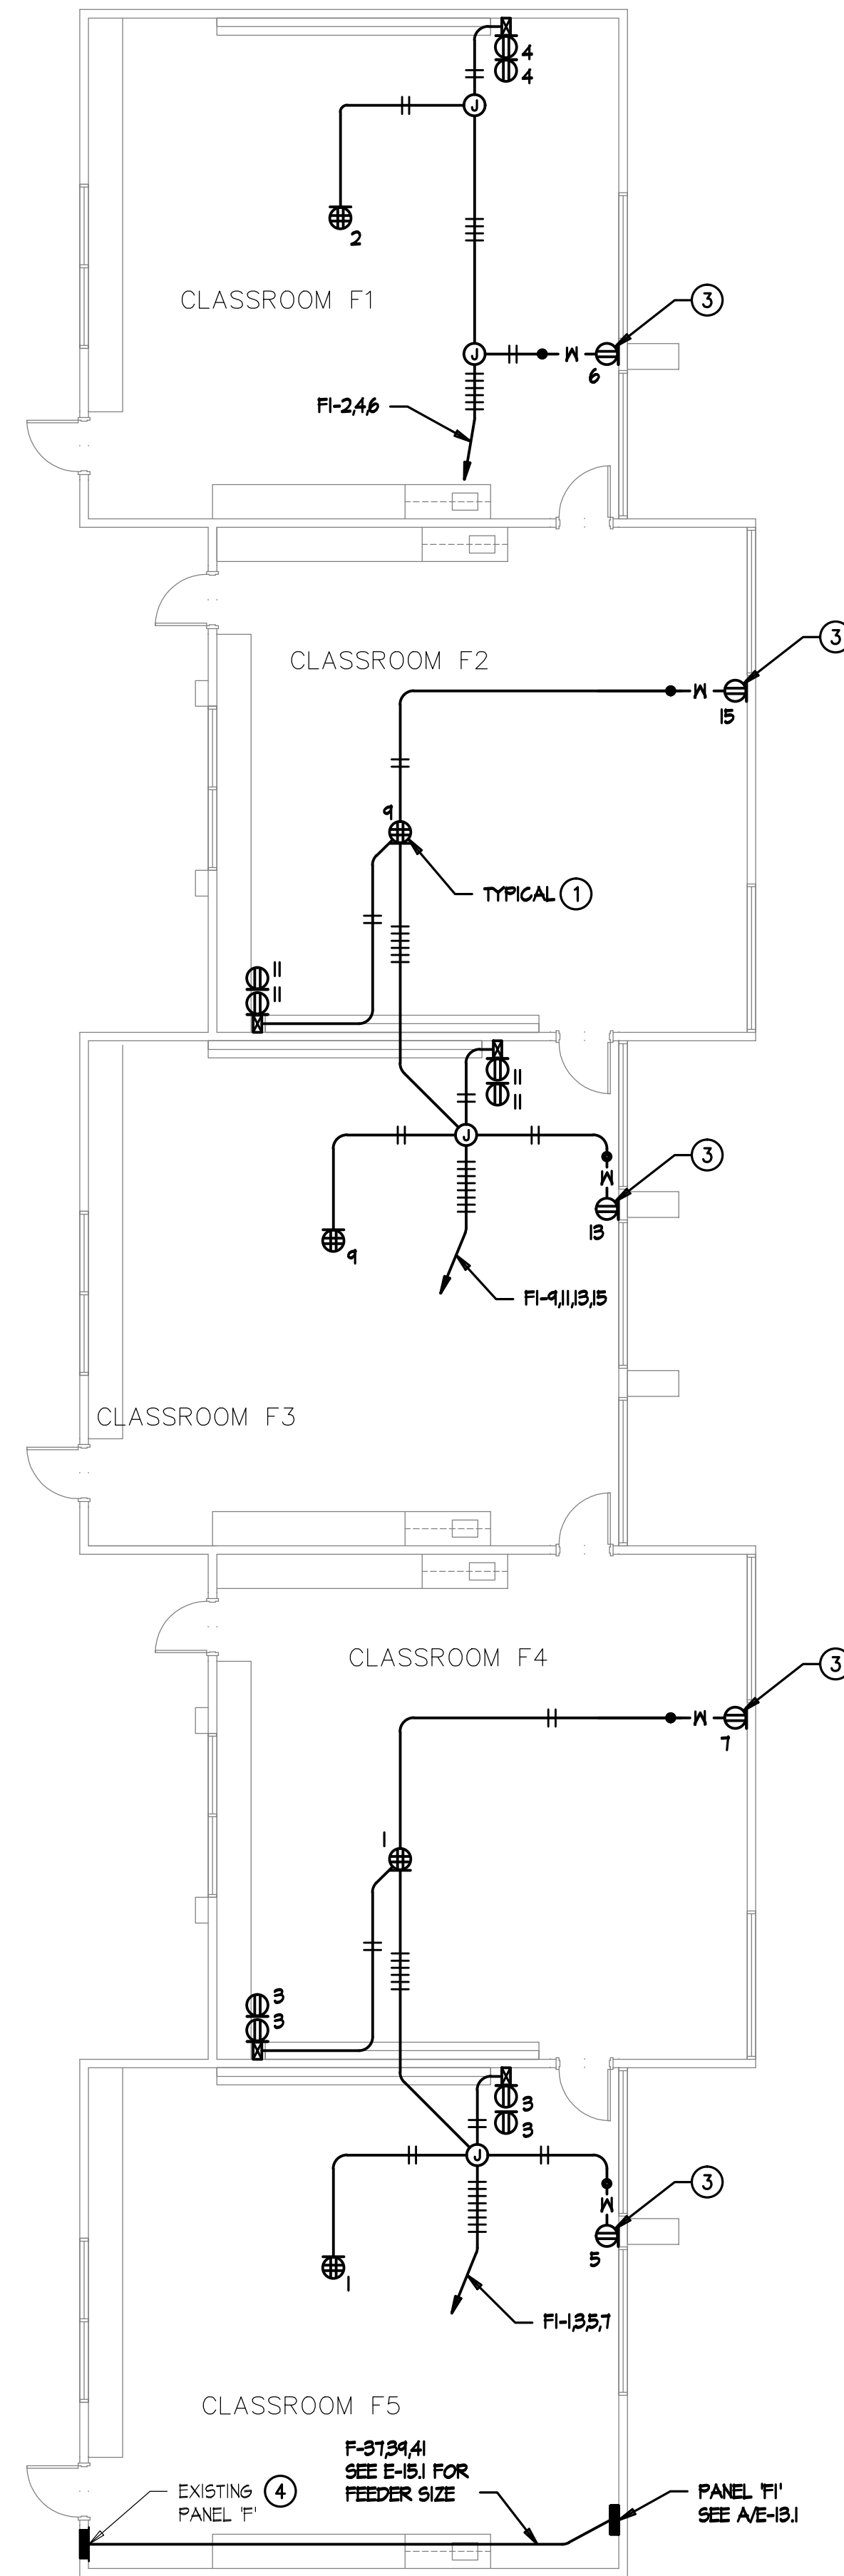 4
4
J
2
CLASSROOM F1
3
J
W
6
F1-2,4,6
CLASSROOM F2
3
W
15
9
TYPICAL 1
11
11
11
11
J
3
W
9
13
F1-9,11,13,15
CLASSROOM F3
CLASSROOM F4
3
W
7
1
3
3
3
3
J
3
W
5
1
F1-1,3,5,7
CLASSROOM F5
F-37,39,41
SEE E-15.1 FOR
FEEDER SIZE
EXISTING 4
PANEL 'F'
PANEL 'F1'
SEE A/E-13.1